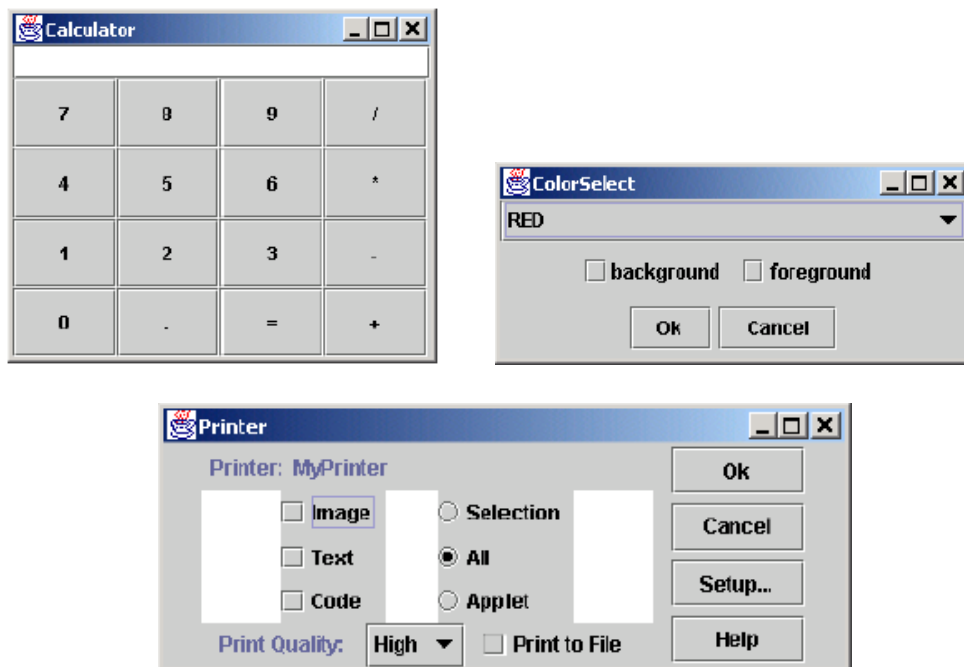 Calculator
7 8 9 /
4 5 6 *
1 2 3 -
0 . = +
ColorSelect
RED
background foreground
Ok Cancel
Printer
Printer: MyPrinter
Ok
Image Selection
Cancel
Text All
Setup...
Code Applet
Print Quality: High Print to File
Help